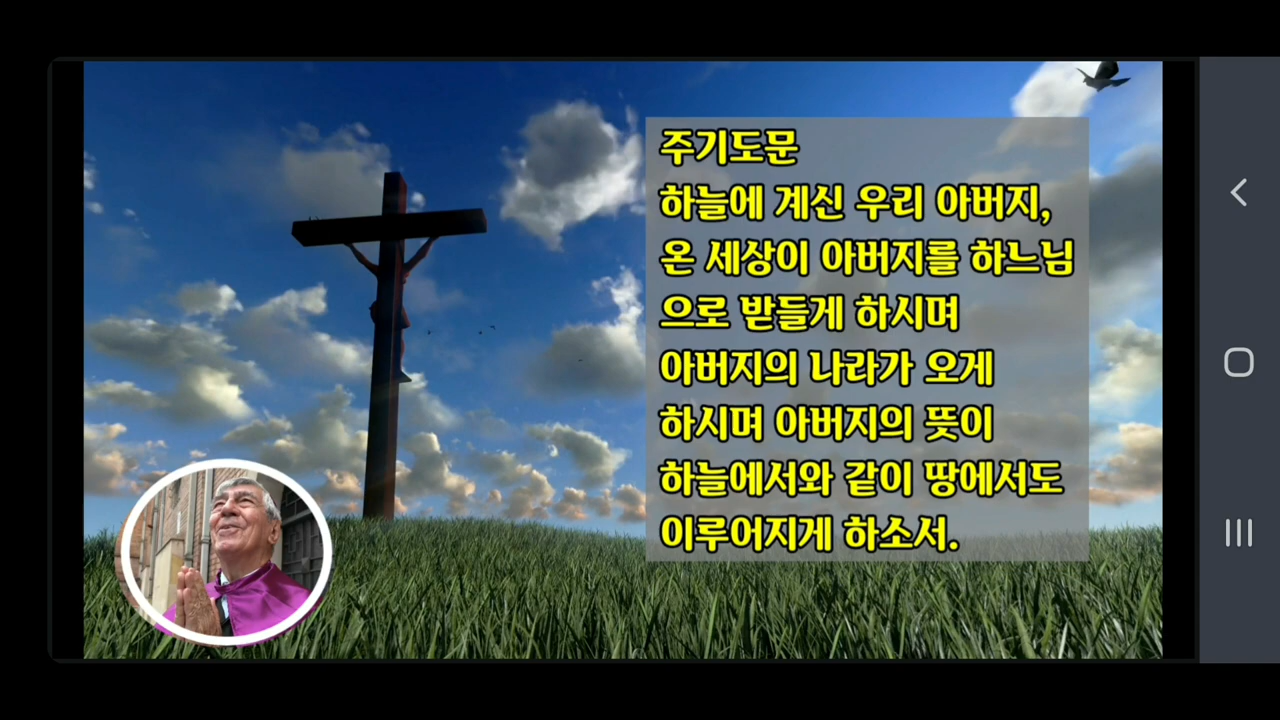 주기도문
하늘에 계신 우리 아버지,
온 세상이 아버지를 하느님
으로 받들게 하시며
아버지의 나라가 오게
하시며 아버지의 뜻이
하늘에서와 같이 땅에서도
이루어지게 하소서.